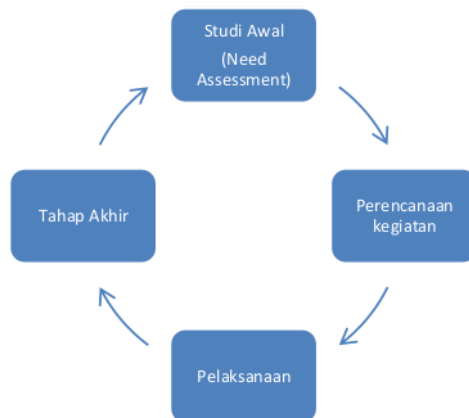 Studi Awal
(Need
Assessment)
Perencanaan
kegiatan
Pelaksanaan
Tahap Akhir